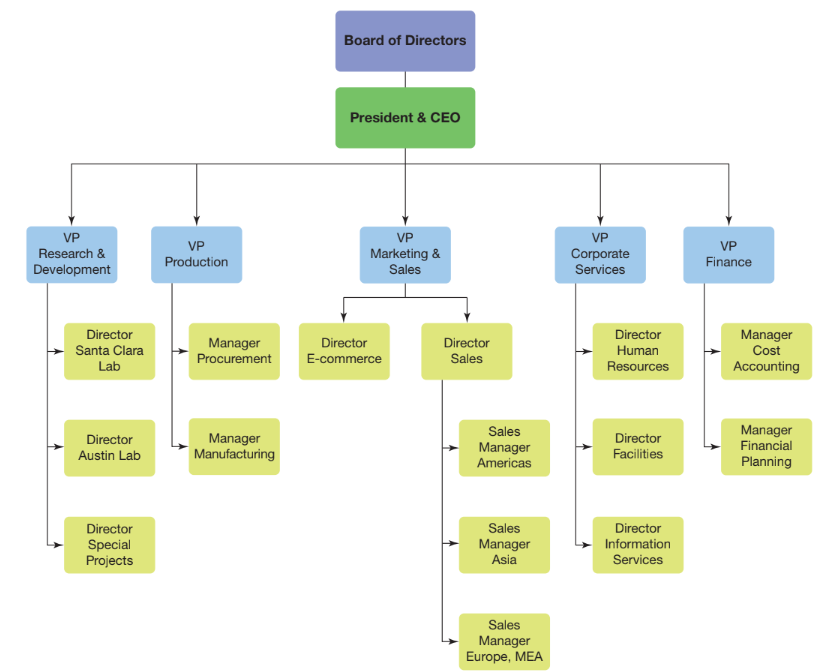 Board of Directors
President & CEO
VP
Research &
Development
VP
Production
VP
Marketing &
Sales
VP
Corporate
Services
VP
Finance
Director
Santa Clara
Lab
Manager
Procurement
Director
E-commerce
Director
Sales
Director
Human
Resources
Manager
Cost
Accounting
Director
Austin Lab
Manager
Manufacturing
Sales
Manager
Americas
Director
Facilities
Manager
Financial
Planning
Director
Special
Projects
Sales
Manager
Asia
Director
Information
Services
Sales
Manager
Europe, MEA